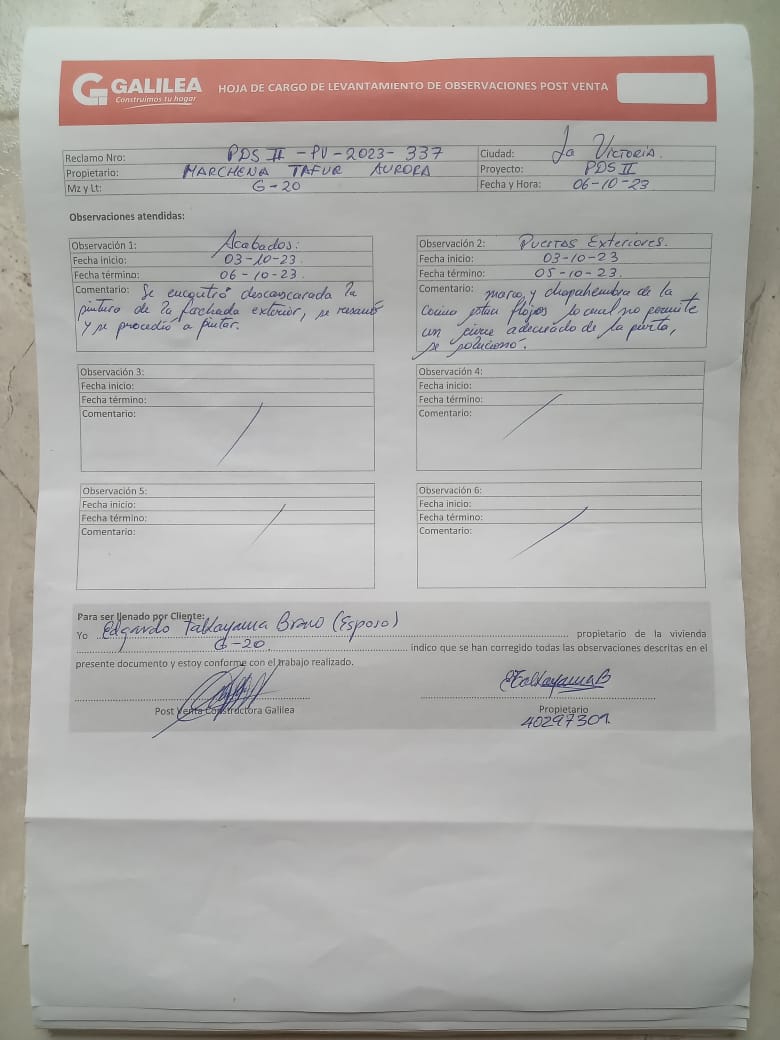 GALILEA
Construimos tu hogar
HOJA DE CARGO DE LEVANTAMIENTO DE OBSERVACIONES POST VENTA
Reclamo Nro: PDS II - PV - 2023 - 337
Ciudad: La Victoria.
Propietario: MARCHENA TAFUR AURORA
Proyecto: PDS II
Mz y Lt: G-20
Fecha y Hora: 06-10-23
Observaciones atendidas:
Observación 1: Acabados:
Fecha inicio: 03-10-23
Fecha término: 06-10-23.
Comentario: Se encontró descascarada la
pintura de la fachada exterior, se rasuró
y se procedió a pintar.
Observación 2: Puertas Exteriores.
Fecha inicio: 03-10-23
Fecha término: 05-10-23.
Comentario: marco y chapahembra de la
cocina estan flojos lo cual no permite
un cierre adecuado de la puerta,
se solucionó.
Observación 3:
Fecha inicio:
Fecha término:
Comentario:
Observación 4:
Fecha inicio:
Fecha término:
Comentario:
Observación 5:
Fecha inicio:
Fecha término:
Comentario:
Observación 6:
Fecha inicio:
Fecha término:
Comentario:
Para ser llenado por Cliente:
Yo Edgardo Takayama Bravo (Esposo) propietario de la vivienda
G-20 indico que se han corregido todas las observaciones descritas en el
presente documento y estoy conforme con el trabajo realizado.
ETakayamaB
Post Venta Constructora Galilea
Propietario
40297301